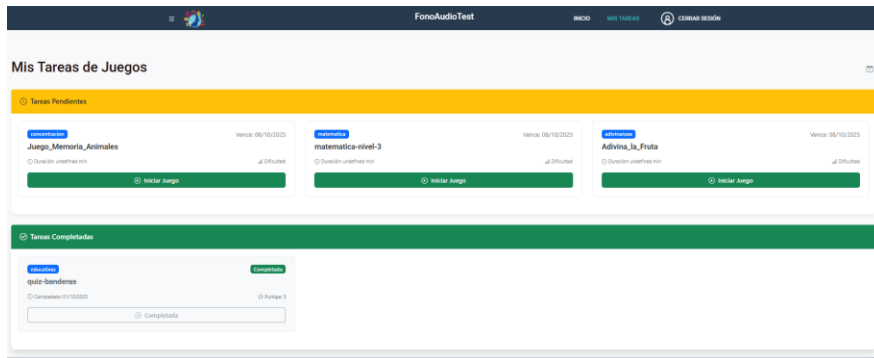 FonoAudioTest
INICIO
MIS TAREAS
CERRAR SESIÓN
Mis Tareas de Juegos
Tareas Pendientes
concentracion
Vence: 08/10/2025
Juego_Memoria_Animales
Duración: undefined min
Dificultad
Iniciar Juego
matematica
Vence: 08/10/2025
matematica-nivel-3
Duración: undefined min
Dificultad
Iniciar Juego
adivinanzas
Vence: 08/10/2025
Adivina_la_Fruta
Duración: undefined min
Dificultad
Iniciar Juego
Tareas Completadas
educativas
Completada
quiz-banderas
Completada: 01/10/2025
Puntaje: 3
Completada